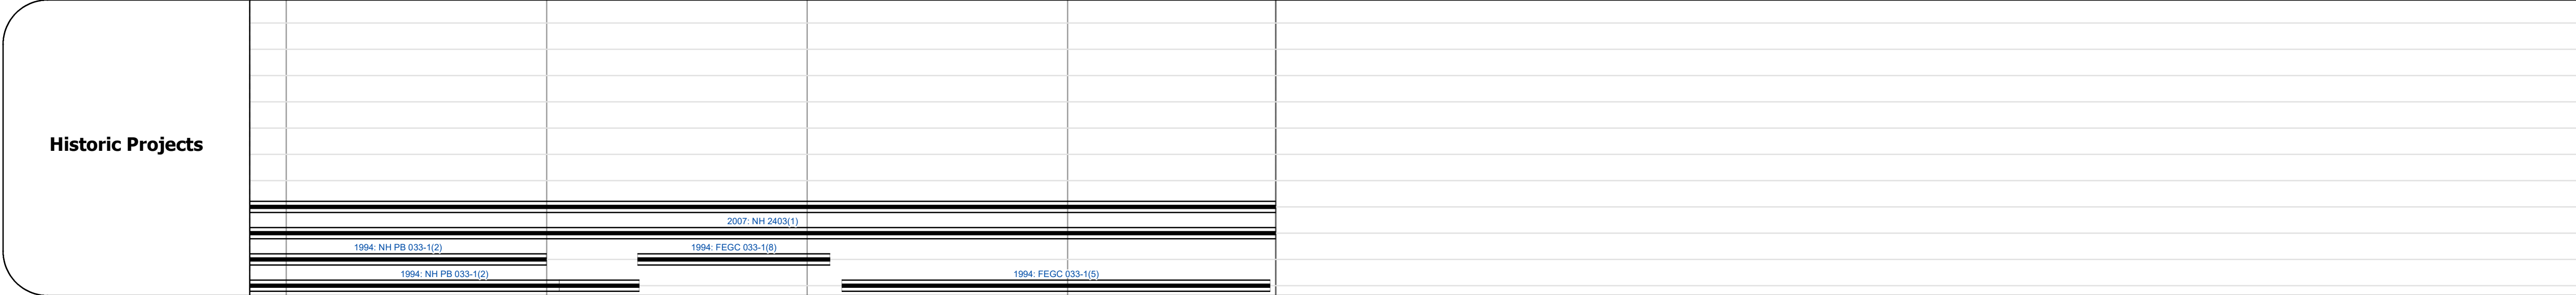 Historic Projects
2007: NH 2403(1)
1994: NH PB 033-1(2)
1994: FEGC 033-1(8)
1994: NH PB 033-1(2)
1994: FEGC 033-1(5)